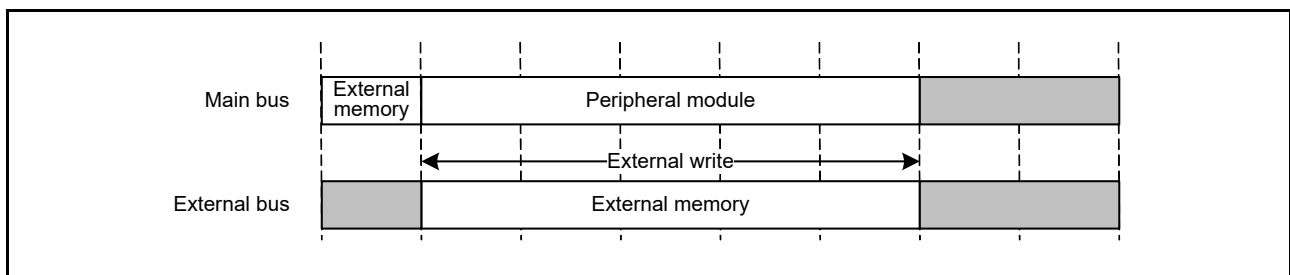 External
memory
Main bus
Peripheral module
External write
External bus
External memory